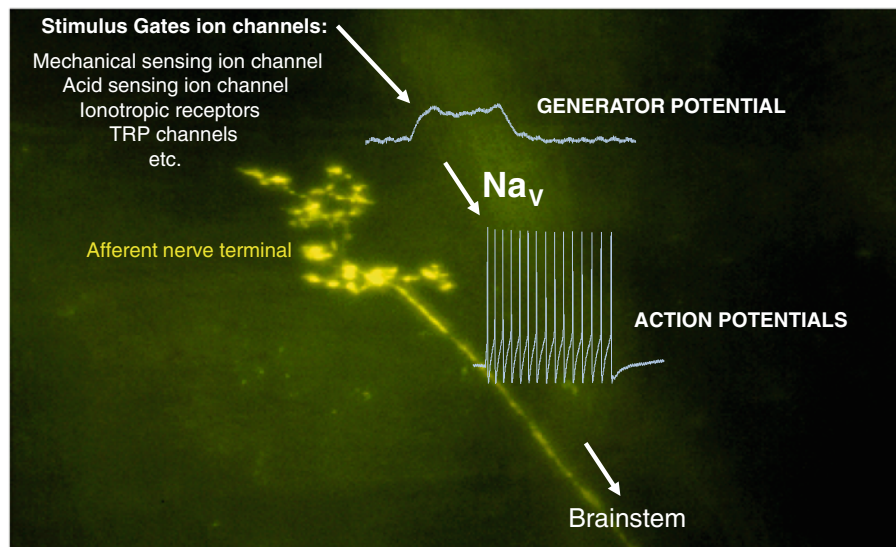 Stimulus Gates ion channels:
Mechanical sensing ion channel
Acid sensing ion channel
Ionotropic receptors
TRP channels
etc.
GENERATOR POTENTIAL
Na_V
Afferent nerve terminal
ACTION POTENTIALS
Brainstem